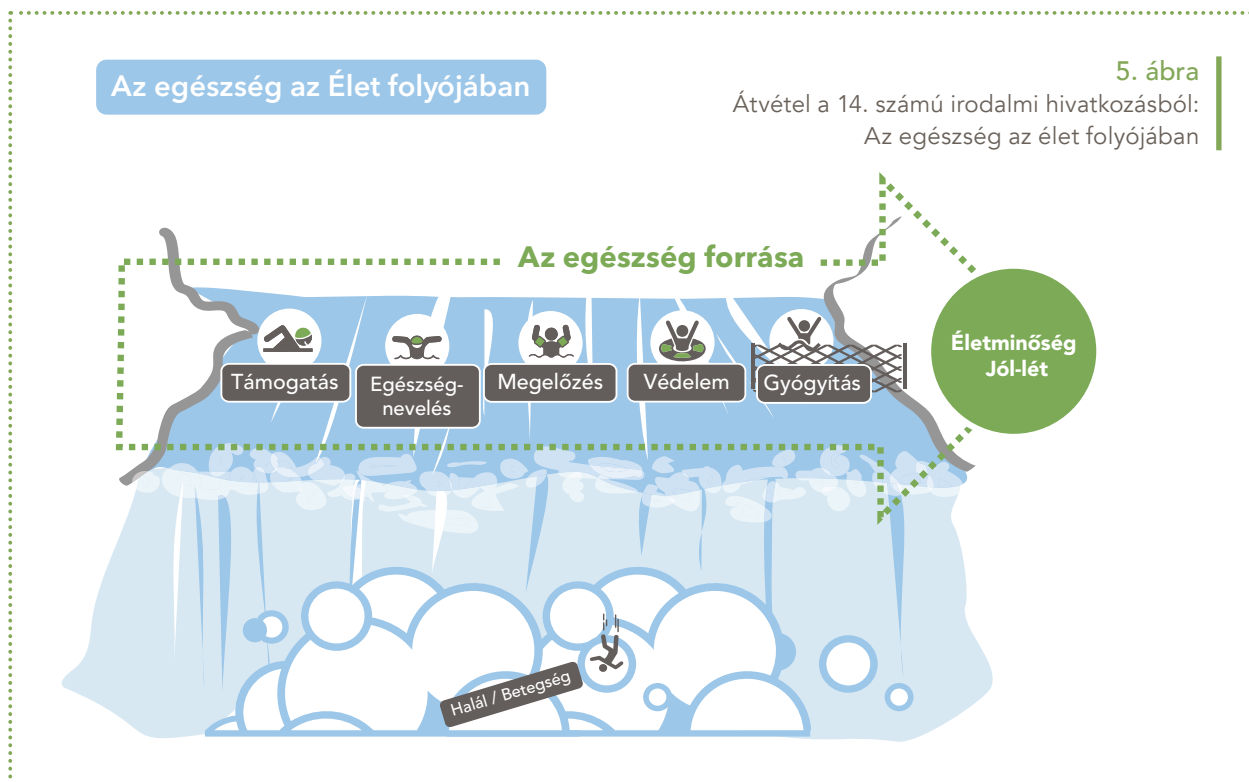 Az egészség az Élet folyójában
5. ábra
Átvétel a 14. számú irodalmi hivatkozásból:
Az egészség az élet folyójában
Az egészség forrása
Támogatás
Egészség-
nevelés
Megelőzés
Védelem
Gyógyítás
Életminőség
Jól-lét
Halál / Betegség